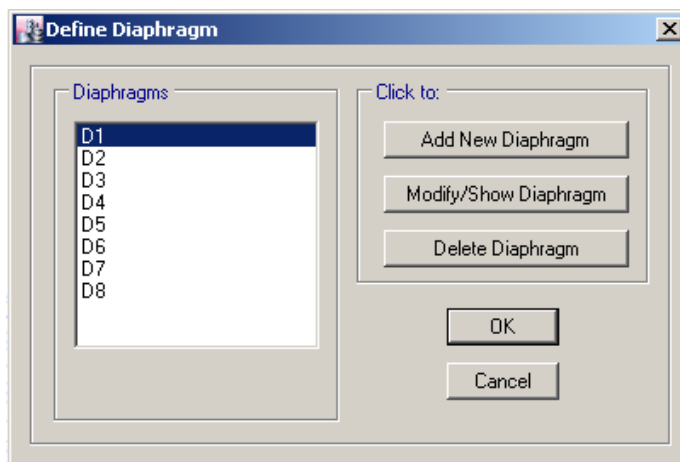 Define Diaphragm
Diaphragms
D1
D2
D3
D4
D5
D6
D7
D8
Click to:
Add New Diaphragm
Modify/Show Diaphragm
Delete Diaphragm
OK
Cancel